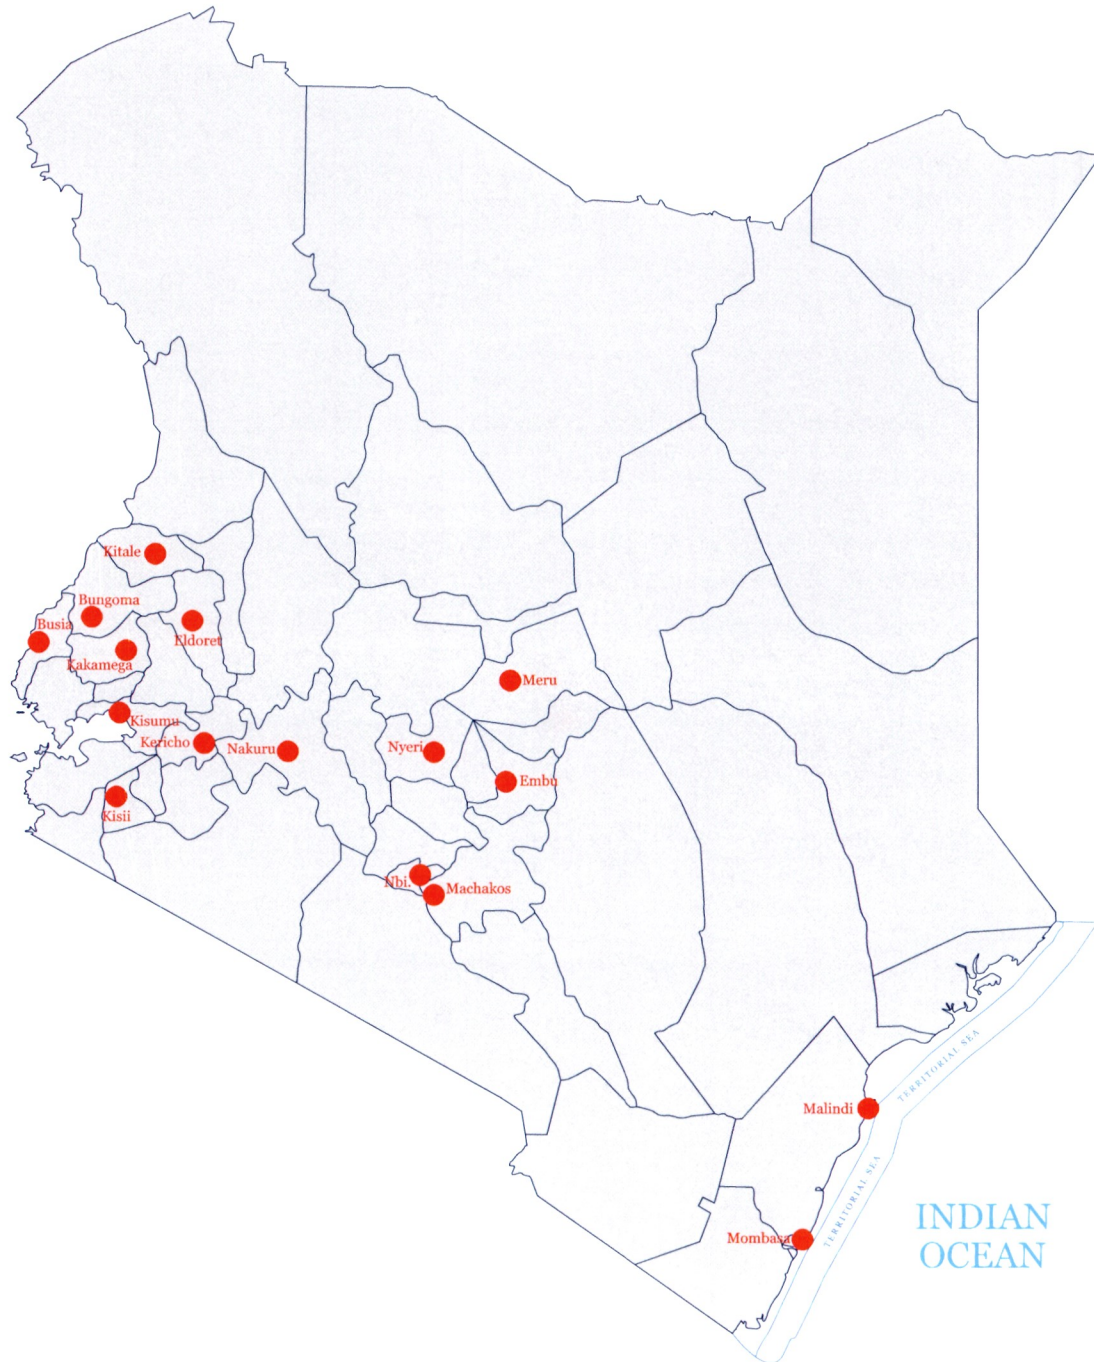 Kitale
Bungoma
Busia
Eldoret
Kakamega
Meru
Kisumu
Kericho
Nakuru
Nyeri
Embu
Kisii
Nbi.
Machakos
TERRITORIAL SEA
Malindi
TERRITORIAL SEA
INDIAN
OCEAN
Mombasa